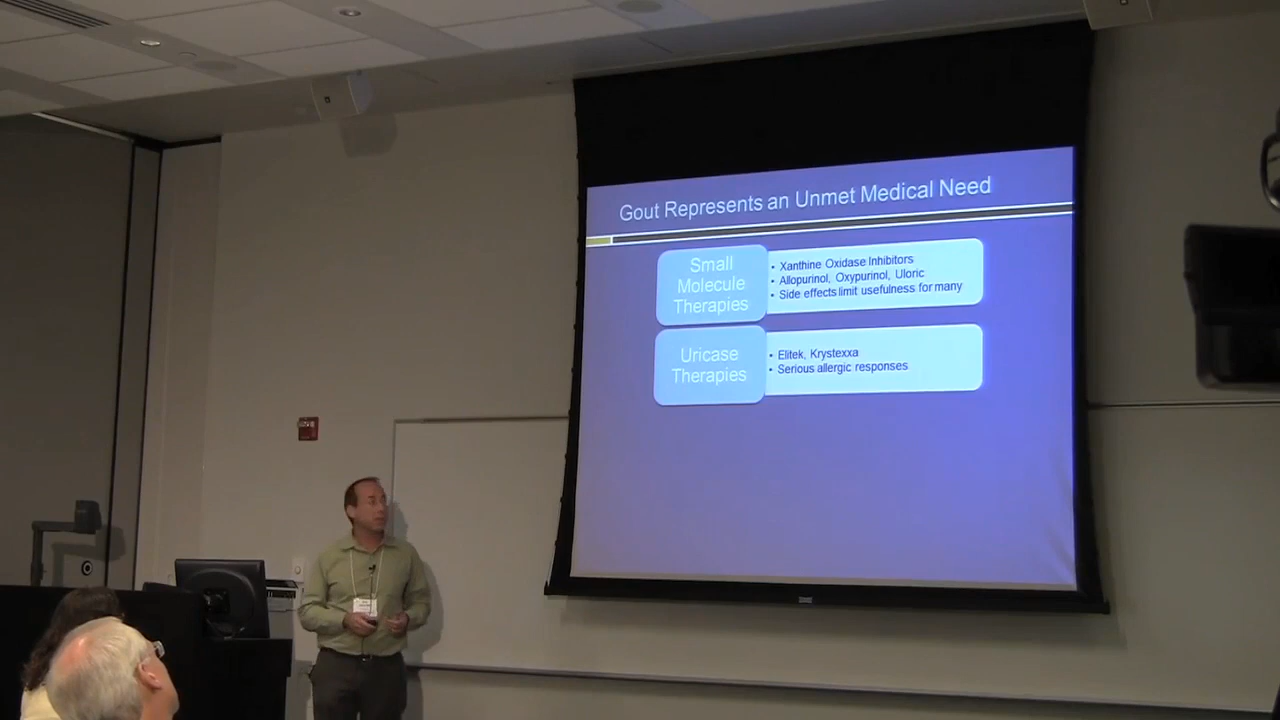 Gout Represents an Unmet Medical Need
Small
Molecule
Therapies
• Xanthine Oxidase Inhibitors
• Allopurinol, Oxypurinol, Uloric
• Side effects limit usefulness for many
Uricase
Therapies
• Elitek, Krystexxa
• Serious allergic responses